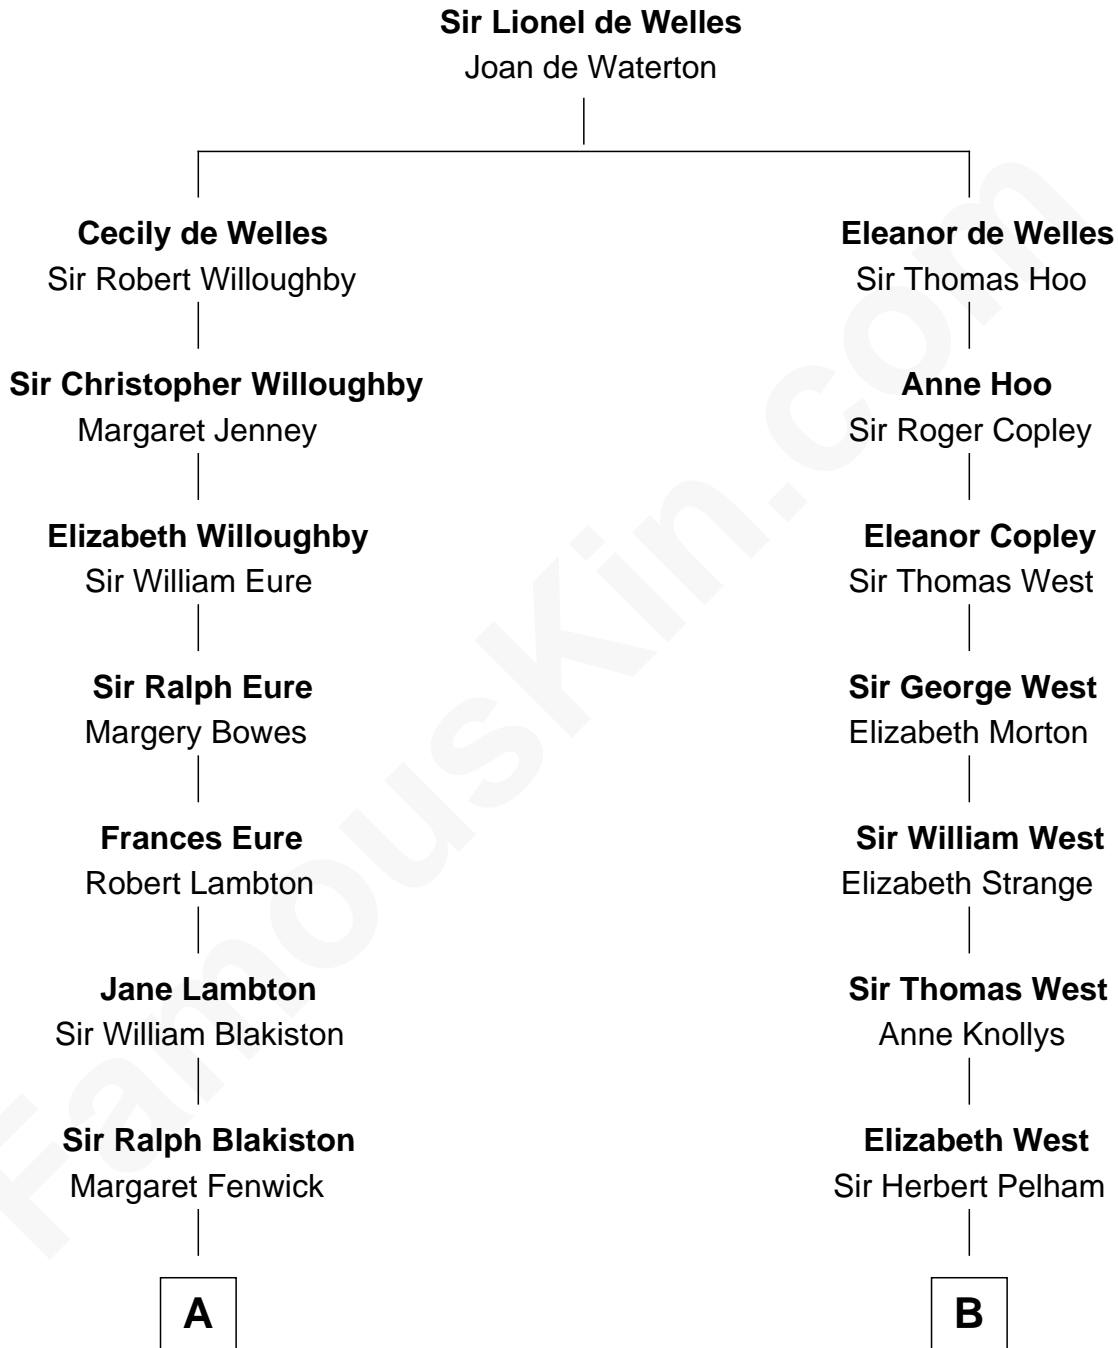 Sir Lionel de Welles
Joan de Waterton
Cecily de Welles
Sir Robert Willoughby
Eleanor de Welles
Sir Thomas Hoo
Sir Christopher Willoughby
Margaret Jenney
Anne Hoo
Sir Roger Copley
Elizabeth Willoughby
Sir William Eure
Eleanor Copley
Sir Thomas West
Sir Ralph Eure
Margery Bowes
Sir George West
Elizabeth Morton
Frances Eure
Robert Lambton
Sir William West
Elizabeth Strange
Jane Lambton
Sir William Blakiston
Sir Thomas West
Anne Knollys
Sir Ralph Blakiston
Margaret Fenwick
Elizabeth West
Sir Herbert Pelham
A
B
FamousKin.com